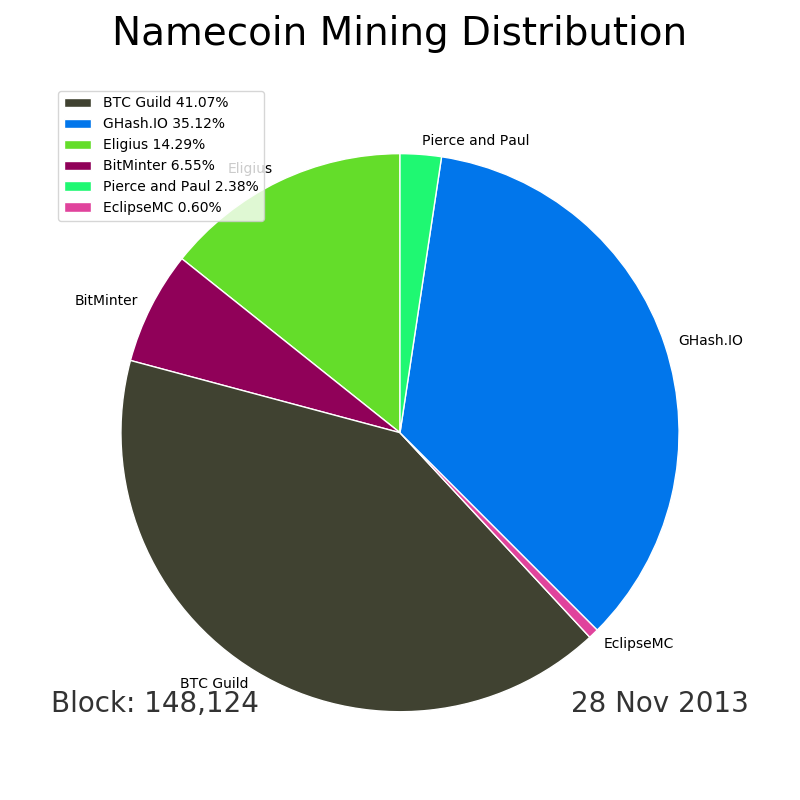 Namecoin Mining Distribution
BTC Guild 41.07%
GHash.IO 35.12%
Eligius 14.29%
BitMinter 6.55%
Pierce and Paul 2.38%
EclipseMC 0.60%
Pierce and Paul
Eligius
BitMinter
GHash.IO
EclipseMC
BTC Guild
Block: 148,124
28 Nov 2013